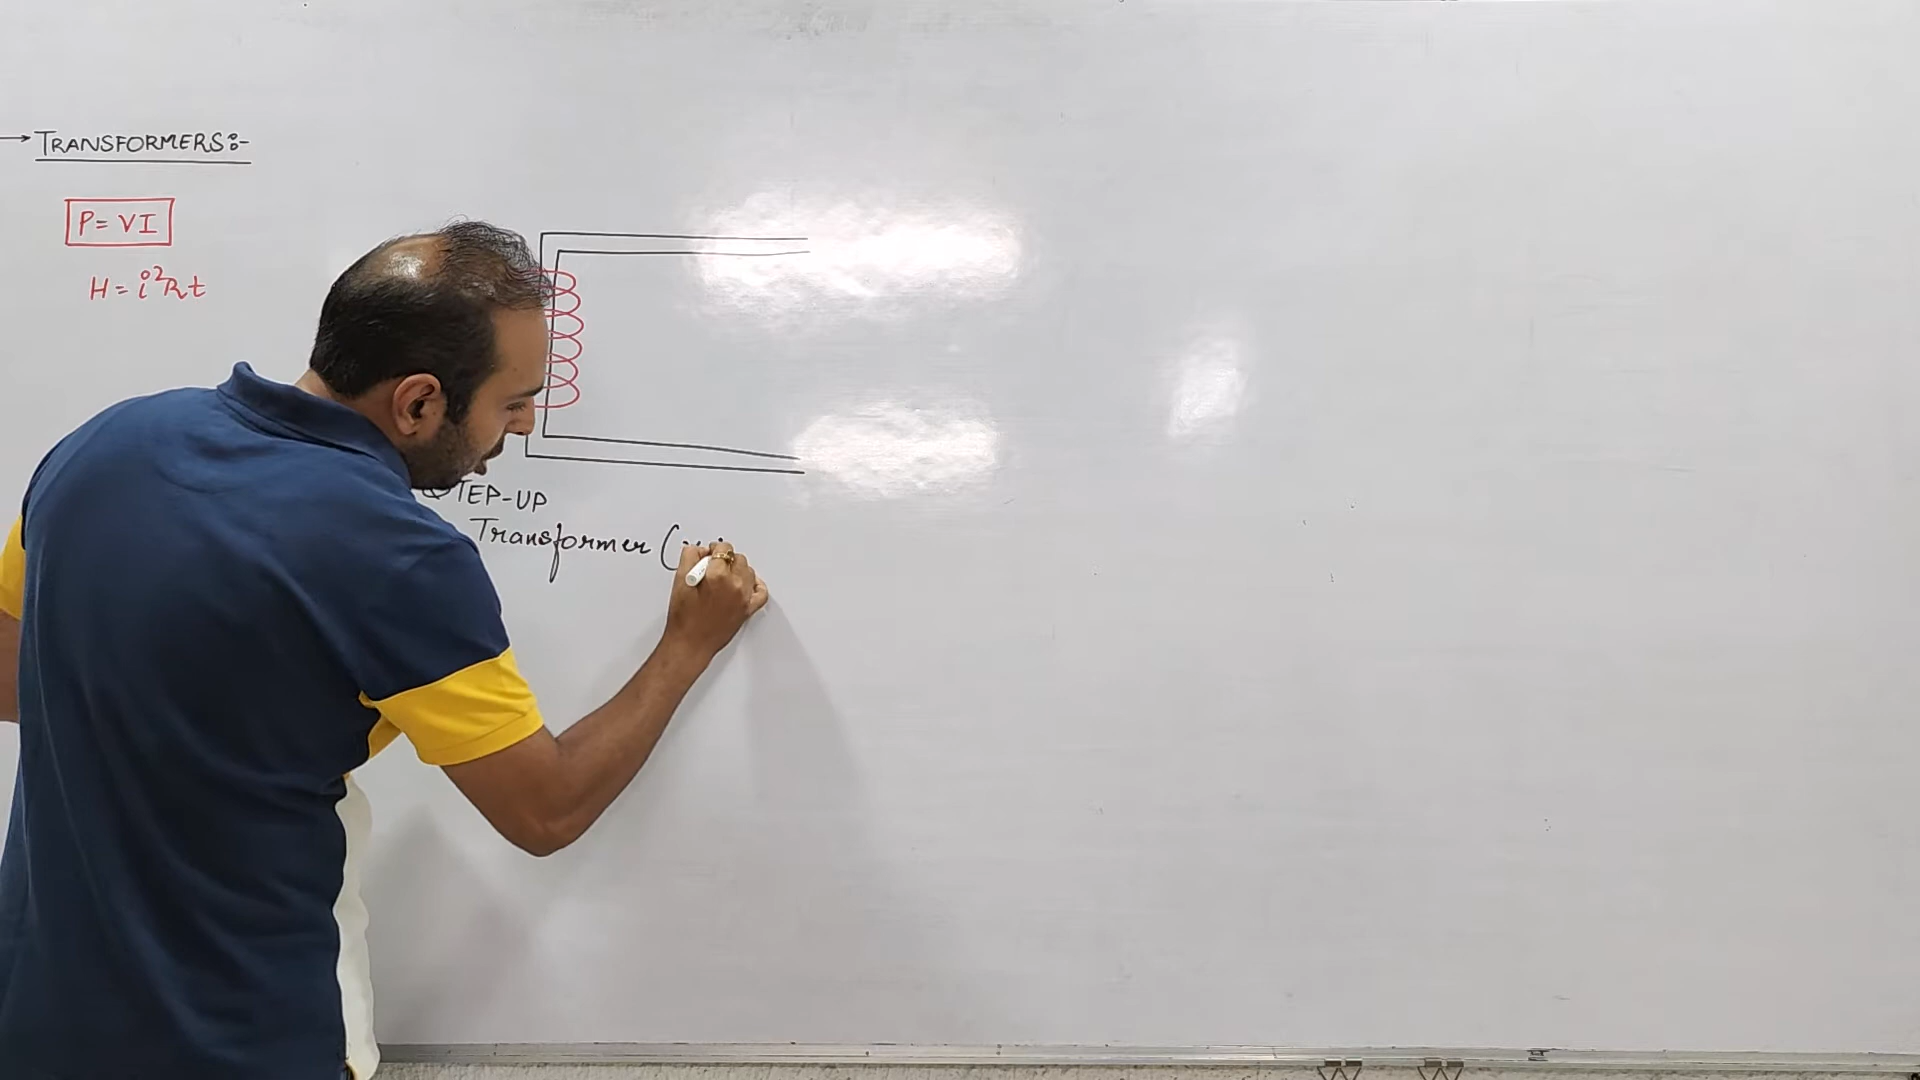 → TRANSFORMERS:-
P = VI
H = i²Rt
STEP-UP
Transformer (